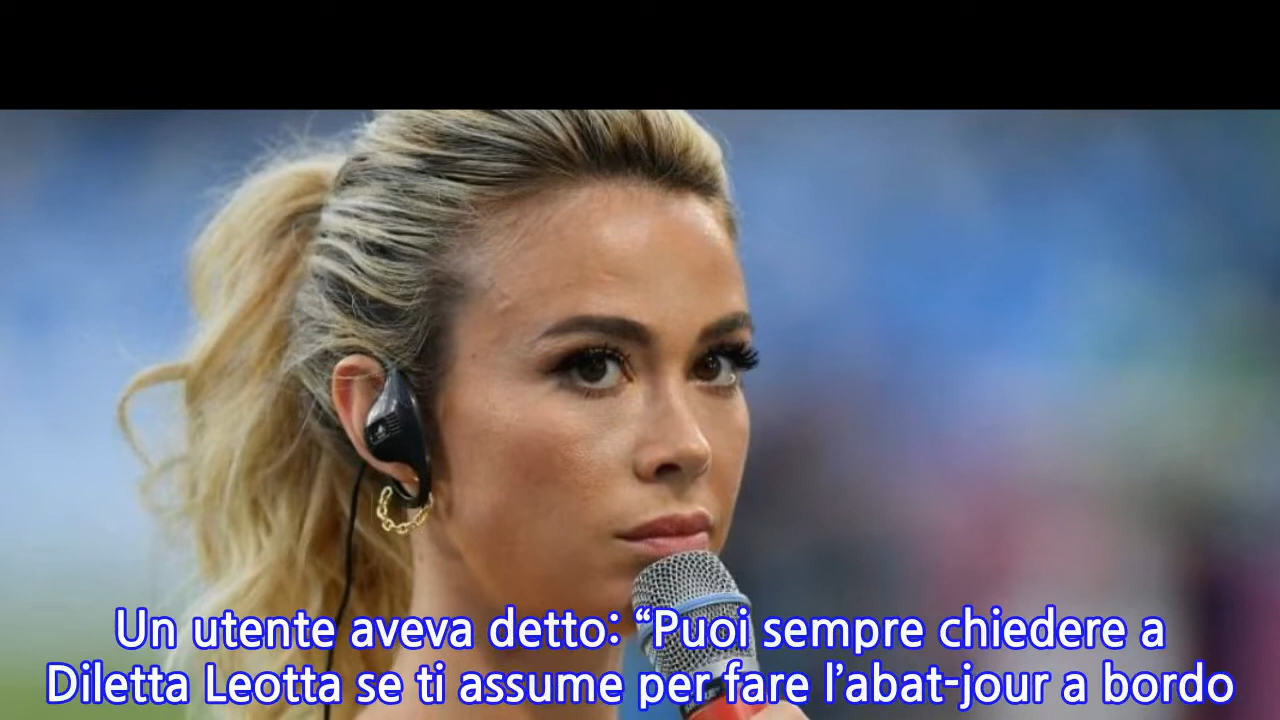 Un utente aveva detto: “Puoi sempre chiedere a
Diletta Leotta se ti assume per fare l’abat-jour a bordo